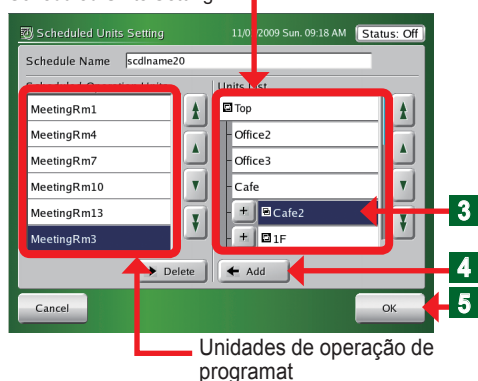 Scheduled Units Setting
Scheduled Units Setting
11/0 /2009 Sun. 09:18 AM
Status: Off
Schedule Name
scdlname20
Units List
MeetingRm1
MeetingRm4
MeetingRm7
MeetingRm10
MeetingRm13
MeetingRm3
Top
Office2
Office3
Cafe
+ Cafe2
+ 1F
3
Delete
Add
4
Cancel
OK
5
Unidades de operação de
programat